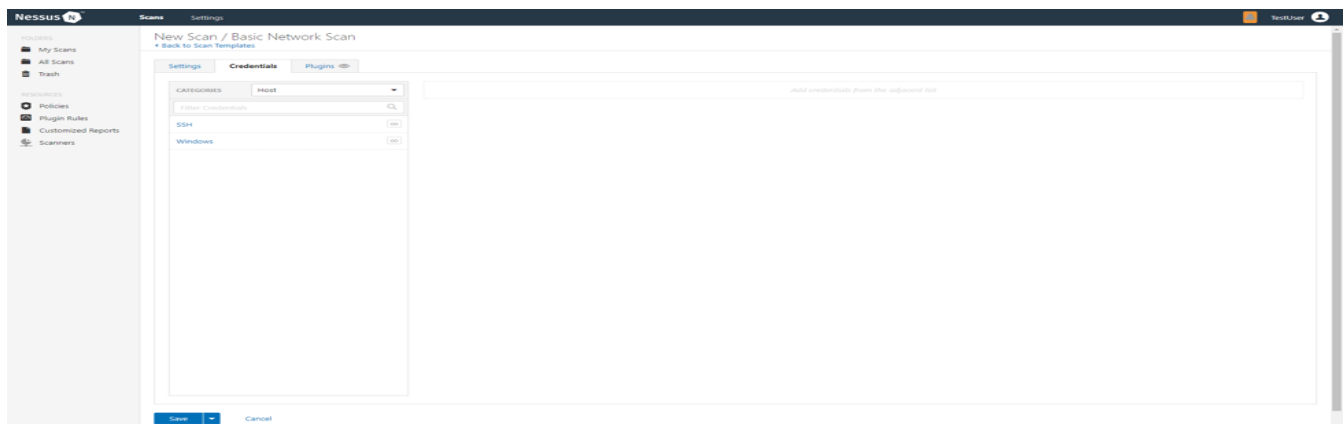 Nessus N Scans Settings TestUser
FOLDERS
My Scans
All Scans
Trash
RESOURCES
Policies
Plugin Rules
Customized Reports
Scanners
New Scan / Basic Network Scan
Back to Scan Templates
Settings Credentials Plugins
CATEGORIES Host
Filter Credentials
SSH
Windows
Add credentials from the adjacent list
Save Cancel